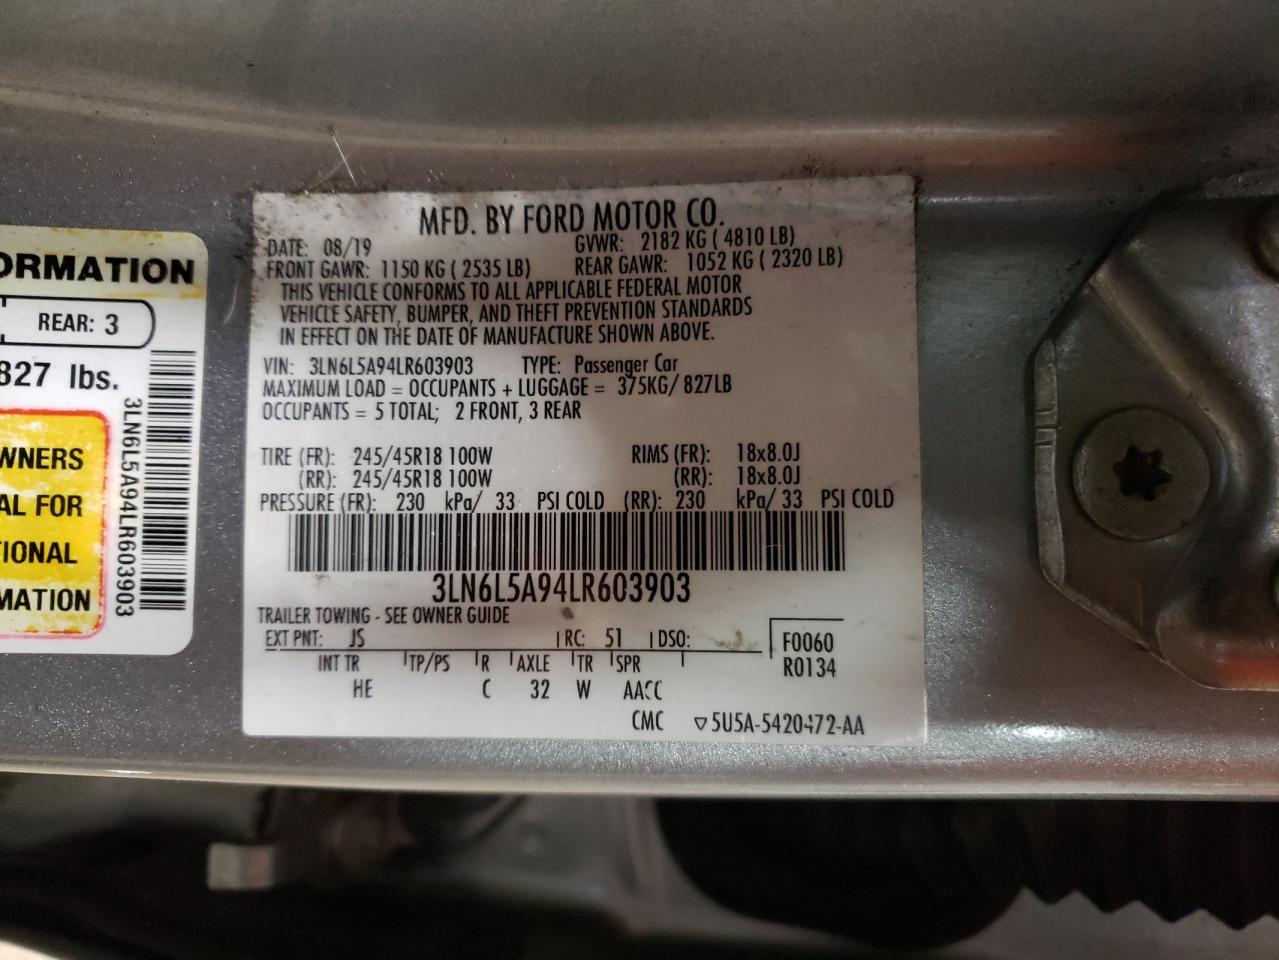 ORMATION
REAR: 3
827 lbs.
3LN6L5A94LR603903
WNERS
AL FOR
TIONAL
MATION
MFD. BY FORD MOTOR CO.
DATE: 08/19 GVWR: 2182 KG ( 4810 LB)
FRONT GAWR: 1150 KG ( 2535 LB) REAR GAWR: 1052 KG ( 2320 LB)
THIS VEHICLE CONFORMS TO ALL APPLICABLE FEDERAL MOTOR
VEHICLE SAFETY, BUMPER, AND THEFT PREVENTION STANDARDS
IN EFFECT ON THE DATE OF MANUFACTURE SHOWN ABOVE.
VIN: 3LN6L5A94LR603903 TYPE: Passenger Car
MAXIMUM LOAD = OCCUPANTS + LUGGAGE = 375KG/ 827LB
OCCUPANTS = 5 TOTAL; 2 FRONT, 3 REAR
TIRE (FR): 245/45R18 100W RIMS (FR): 18x8.0J
(RR): 245/45R18 100W (RR): 18x8.0J
PRESSURE (FR): 230 kPa/ 33 PSI COLD (RR): 230 kPa/ 33 PSI COLD
3LN6L5A94LR603903
TRAILER TOWING - SEE OWNER GUIDE
EXT PNT: JS RC: 51 DSO: F0060
INT TR TP/PS R AXLE TR SPR R0134
HE C 32 W AACC
CMC ▽5U5A-5420472-AA